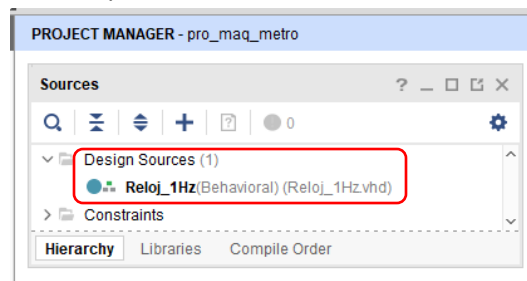 PROJECT MANAGER - pro_maq_metro
Sources
? _
0
Design Sources (1)
Reloj_1Hz(Behavioral) (Reloj_1Hz.vhd)
Constraints
Hierarchy Libraries Compile Order